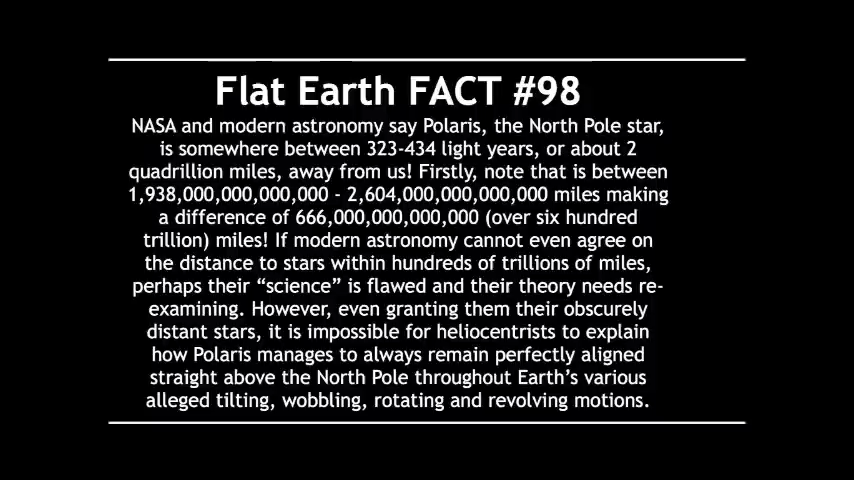 Flat Earth FACT #98
NASA and modern astronomy say Polaris, the North Pole star,
is somewhere between 323-434 light years, or about 2
quadrillion miles, away from us! Firstly, note that is between
1,938,000,000,000,000 - 2,604,000,000,000,000 miles making
a difference of 666,000,000,000,000 (over six hundred
trillion) miles! If modern astronomy cannot even agree on
the distance to stars within hundreds of trillions of miles,
perhaps their “science” is flawed and their theory needs re-
examining. However, even granting them their obscurely
distant stars, it is impossible for heliocentrists to explain
how Polaris manages to always remain perfectly aligned
straight above the North Pole throughout Earth’s various
alleged tilting, wobbling, rotating and revolving motions.